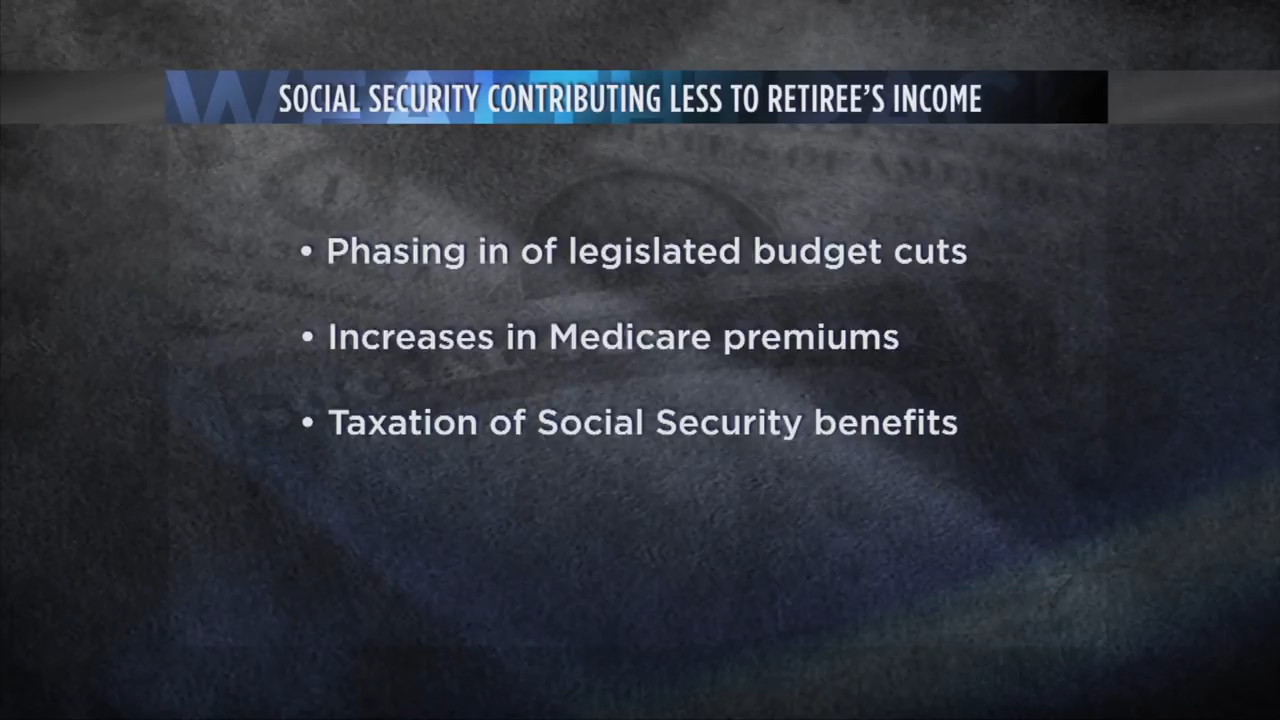 SOCIAL SECURITY CONTRIBUTING LESS TO RETIREE'S INCOME
• Phasing in of legislated budget cuts
• Increases in Medicare premiums
• Taxation of Social Security benefits